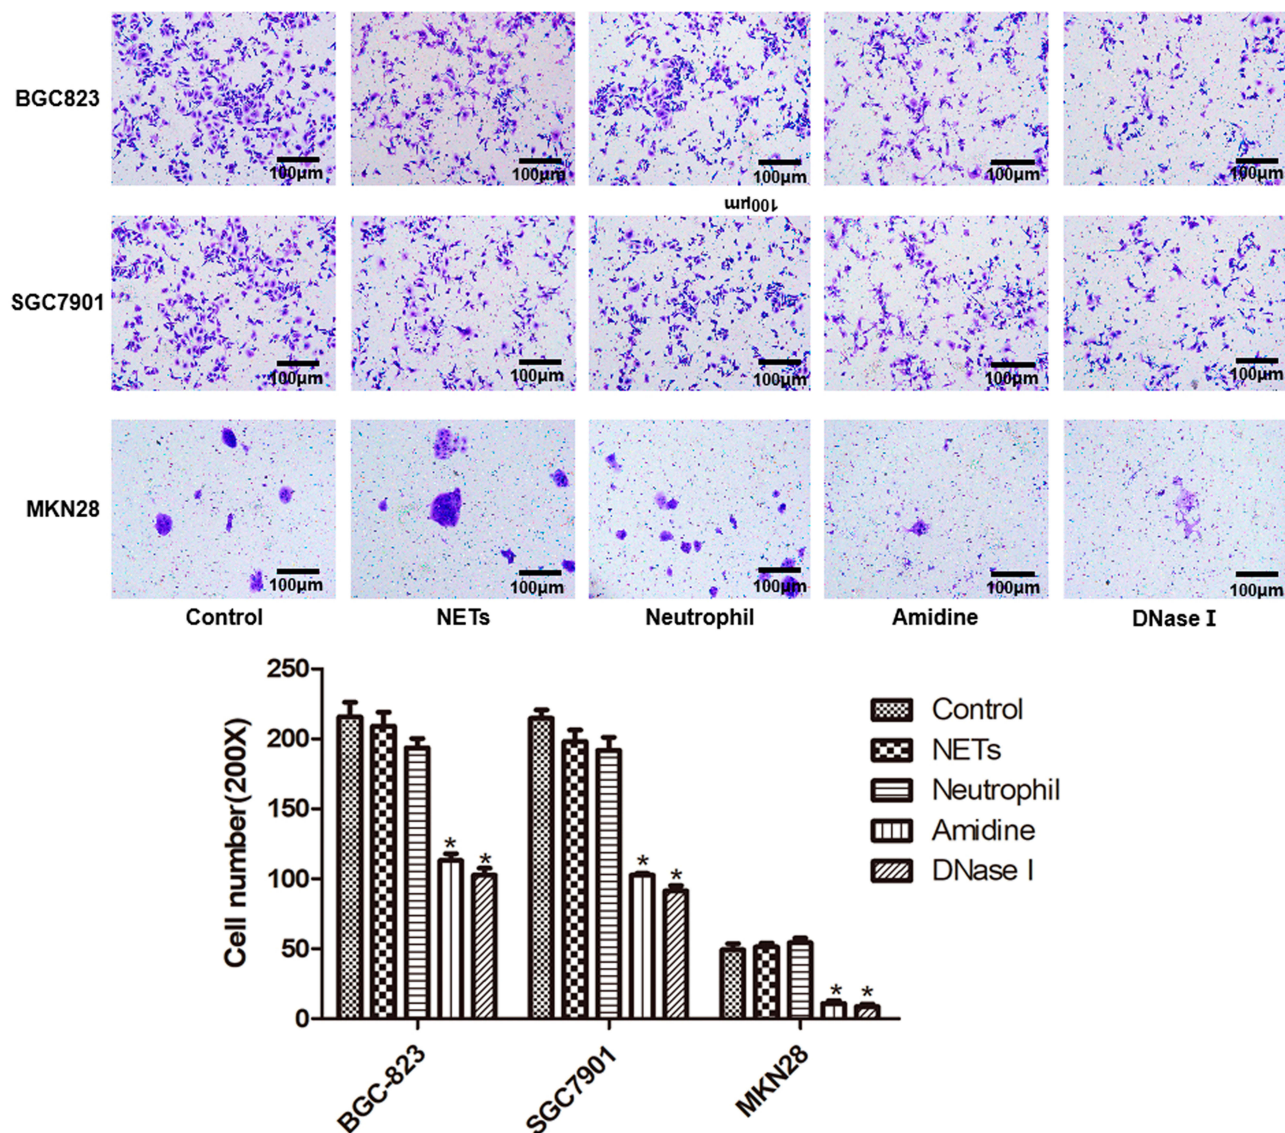 BGC823
100µm 100µm 100µm 100µm 100µm
100µm
SGC7901
100µm 100µm 100µm 100µm 100µm
MKN28
100µm 100µm 100µm 100µm 100µm
Control NETs Neutrophil Amidine DNase I
250
200
150
100
50
0
Cell number(200X)
* * * * * *
BGC-823 SGC7901 MKN28
Control
NETs
Neutrophil
Amidine
DNase I